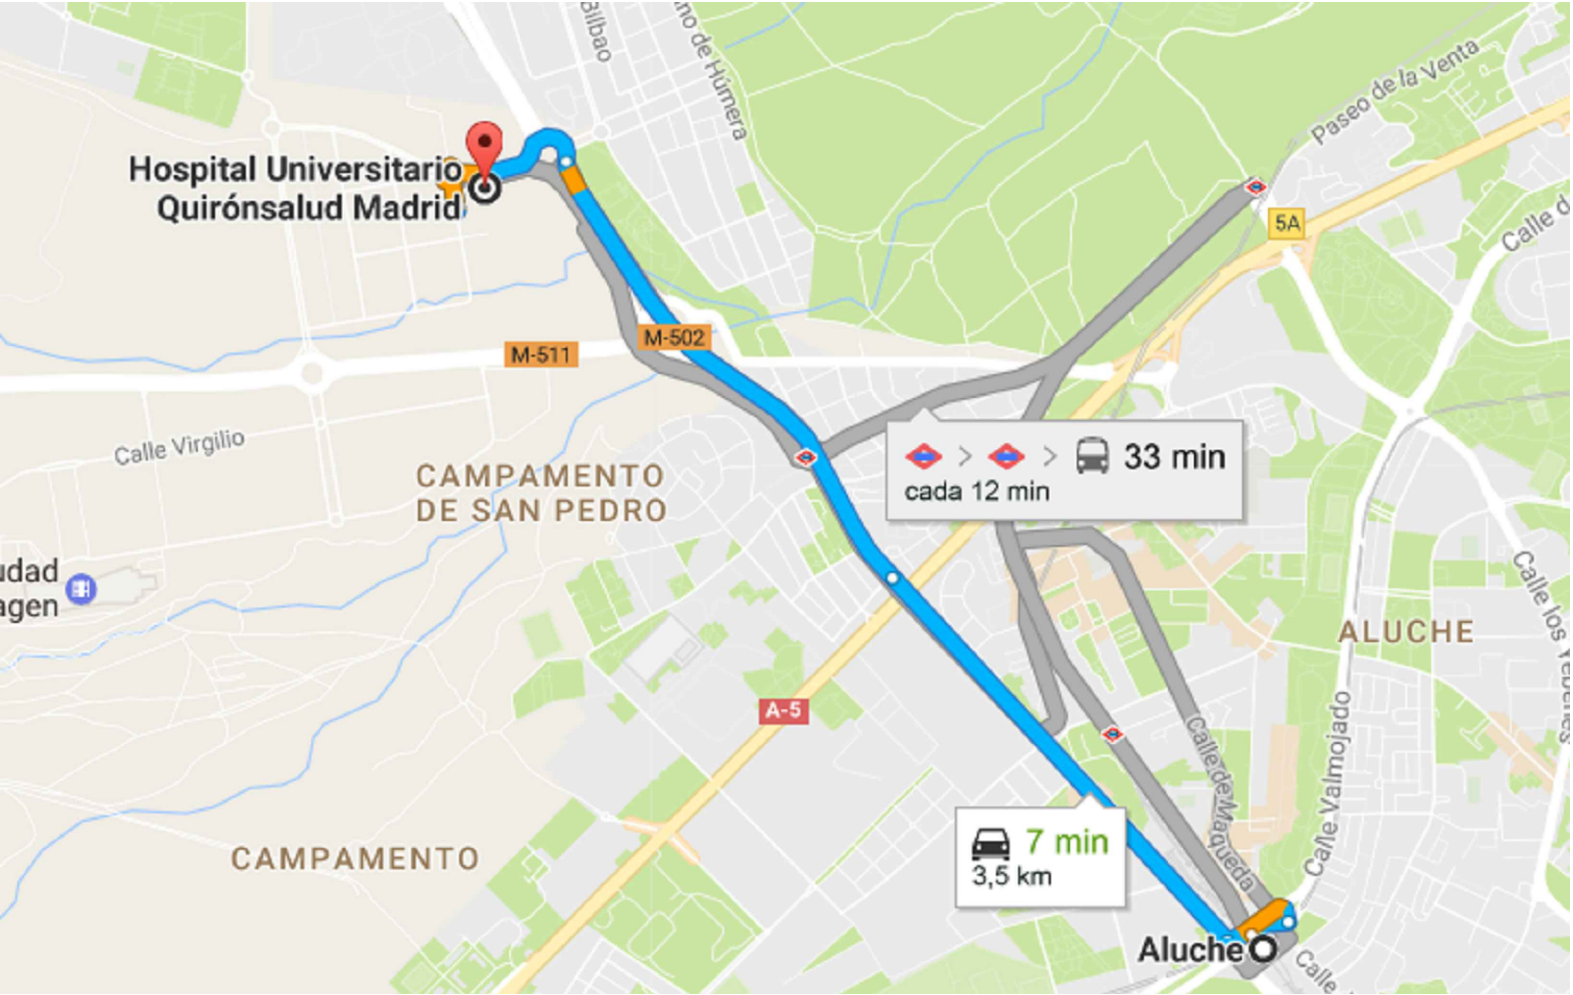 Bilbao
no de Húmera
Paseo de la Venta
Hospital Universitario
Quirónsalud Madrid
5A
Calle d
M-502
M-511
Calle Virgilio
33 min
cada 12 min
CAMPAMENTO
DE SAN PEDRO
udad
agen
Calle los Yébenes
ALUCHE
A-5
Calle de Maqueda
Calle Valmojado
7 min
3,5 km
CAMPAMENTO
Aluche
Calle